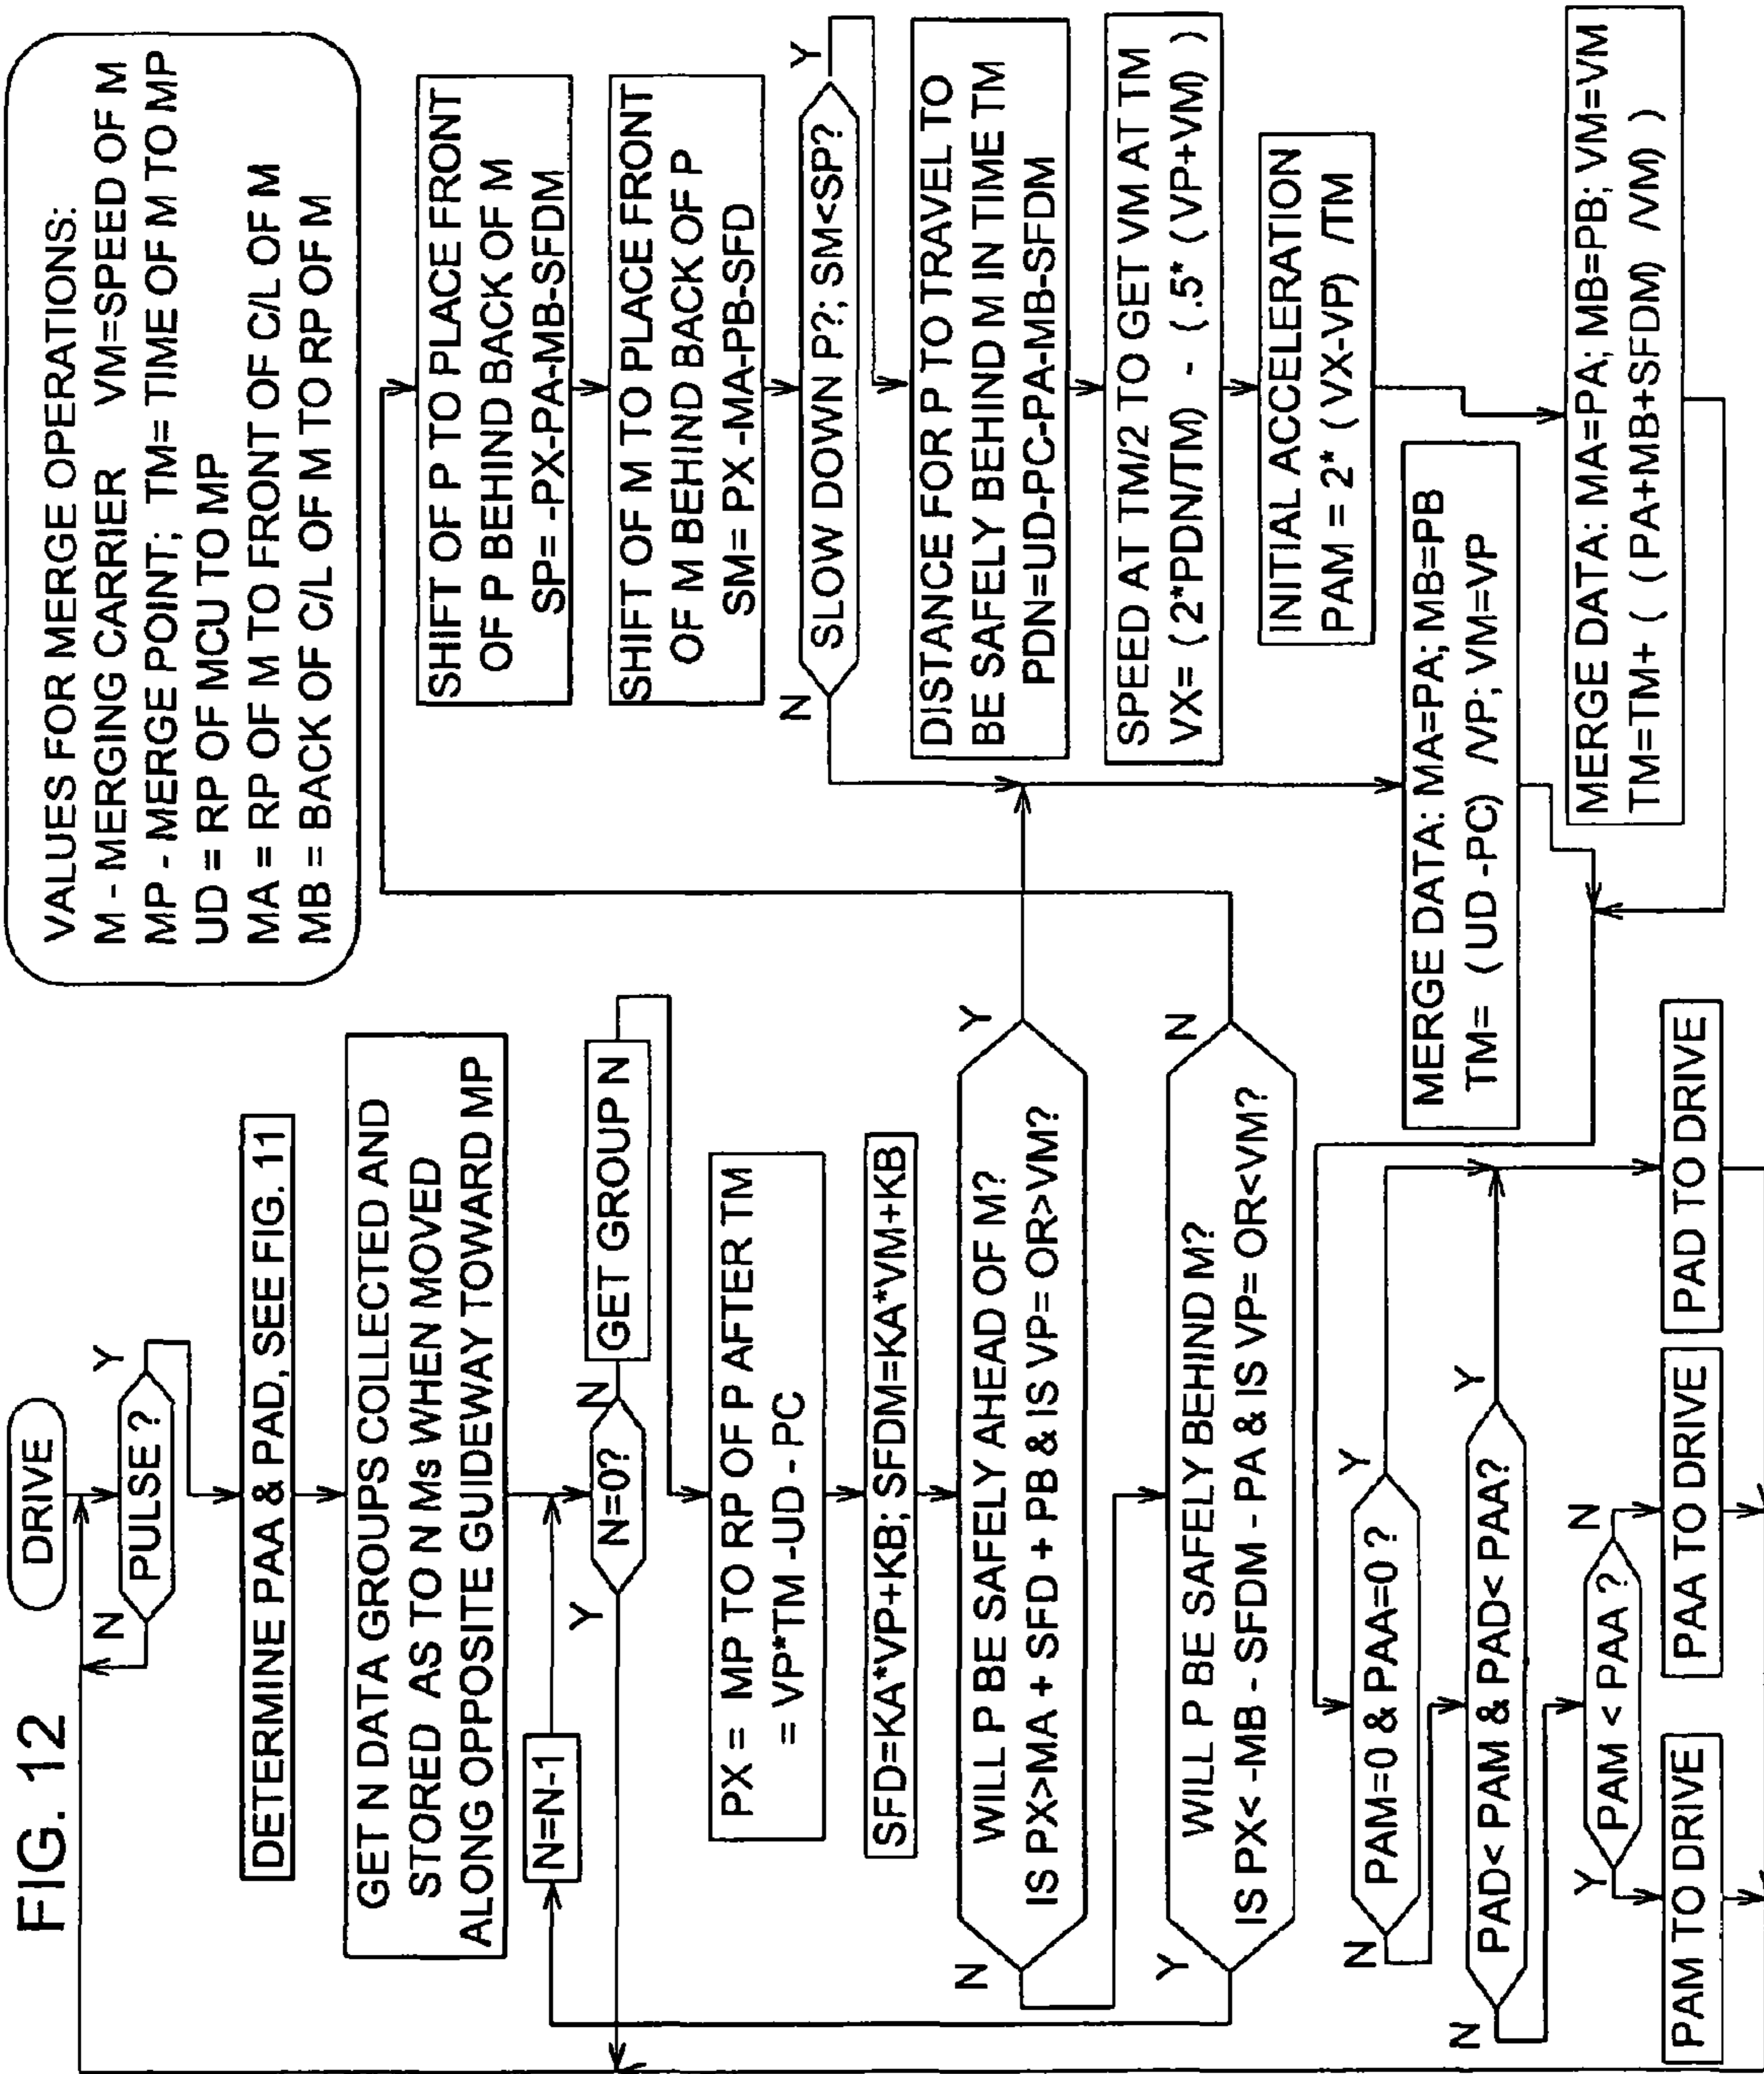 FIG. 12
DRIVE
PULSE ?
N
Y
DETERMINE PAA & PAD, SEE FIG. 11
GET N DATA GROUPS COLLECTED AND
STORED AS TO N Ms WHEN MOVED
ALONG OPPOSITE GUIDEWAY TOWARD MP
N=N-1
N=0?
Y
N
GET GROUP N
PX = MP TO RP OF P AFTER TM
= VP*TM -UD - PC
SFD=KA*VP+KB; SFDM=KA*VM+KB
WILL P BE SAFELY AHEAD OF M?
IS PX>MA + SFD + PB & IS VP= OR>VM?
N
Y
WILL P BE SAFELY BEHIND M?
IS PX< -MB - SFDM - PA & IS VP= OR<VM?
Y
N
PAM=0 & PAA=0 ?
N
Y
PAD< PAM & PAD< PAA?
N
Y
PAM < PAA ?
Y
N
PAM TO DRIVE
PAA TO DRIVE
PAD TO DRIVE
VALUES FOR MERGE OPERATIONS:
M - MERGING CARRIER VM=SPEED OF M
MP - MERGE POINT; TM= TIME OF M TO MP
UD = RP OF MCU TO MP
MA = RP OF M TO FRONT OF C/L OF M
MB = BACK OF C/L OF M TO RP OF M
SHIFT OF P TO PLACE FRONT
OF P BEHIND BACK OF M
SP= -PX-PA-MB-SFDM
SHIFT OF M TO PLACE FRONT
OF M BEHIND BACK OF P
SM= PX -MA-PB-SFD
SLOW DOWN P?; SM<SP?
N
Y
DISTANCE FOR P TO TRAVEL TO
BE SAFELY BEHIND M IN TIME TM
PDN=UD-PC-PA-MB-SFDM
SPEED AT TM/2 TO GET VM AT TM
VX= (2*PDN/TM) - (.5* (VP+VM) )
INITIAL ACCELERATION
PAM = 2* (VX-VP) /TM
MERGE DATA: MA=PA; MB=PB
TM= ( UD -PC) /VP; VM=VP
MERGE DATA: MA=PA; MB=PB; VM=VM
TM=TM+ ( (PA+MB+SFDM) /VM) )